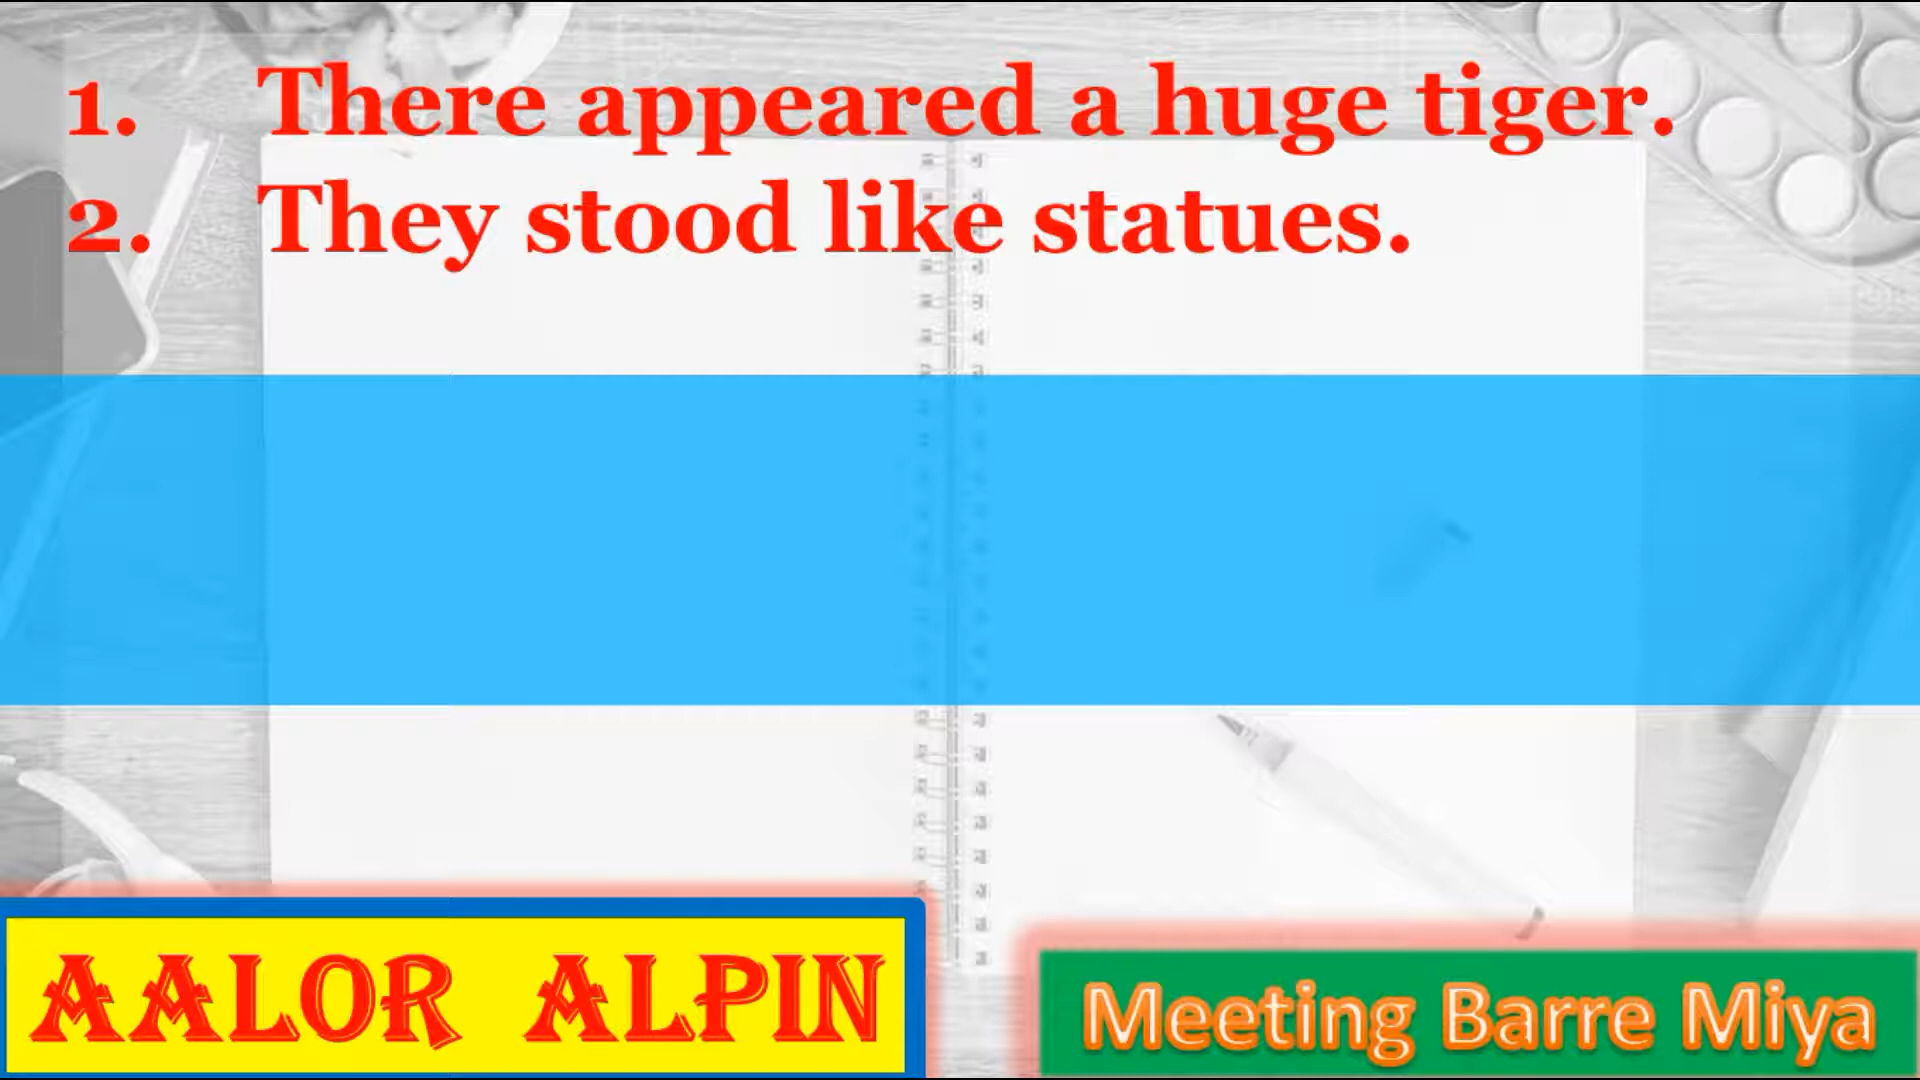 1. There appeared a huge tiger.
2. They stood like statues.
AALOR ALPIN
Meeting Barre Miya